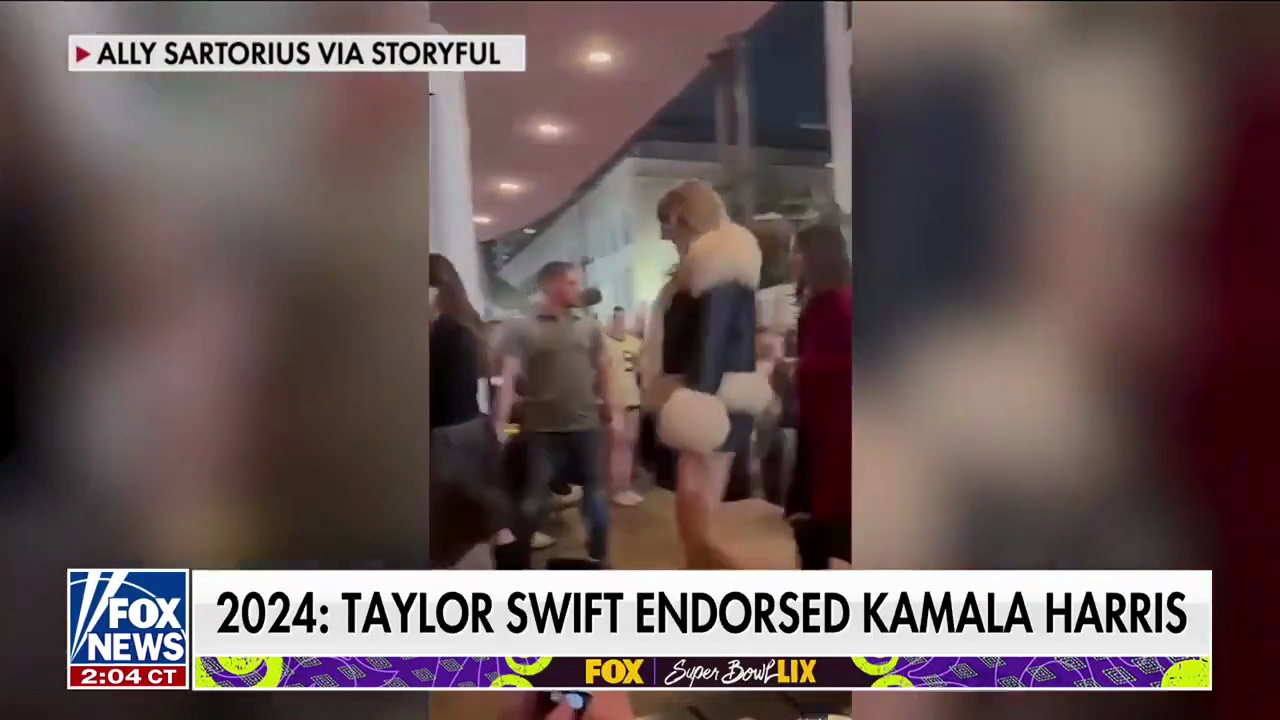 ALLY SARTORIUS VIA STORYFUL
FOX
NEWS
2:04 CT
2024: TAYLOR SWIFT ENDORSED KAMALA HARRIS
FOX Super Bowl LIX